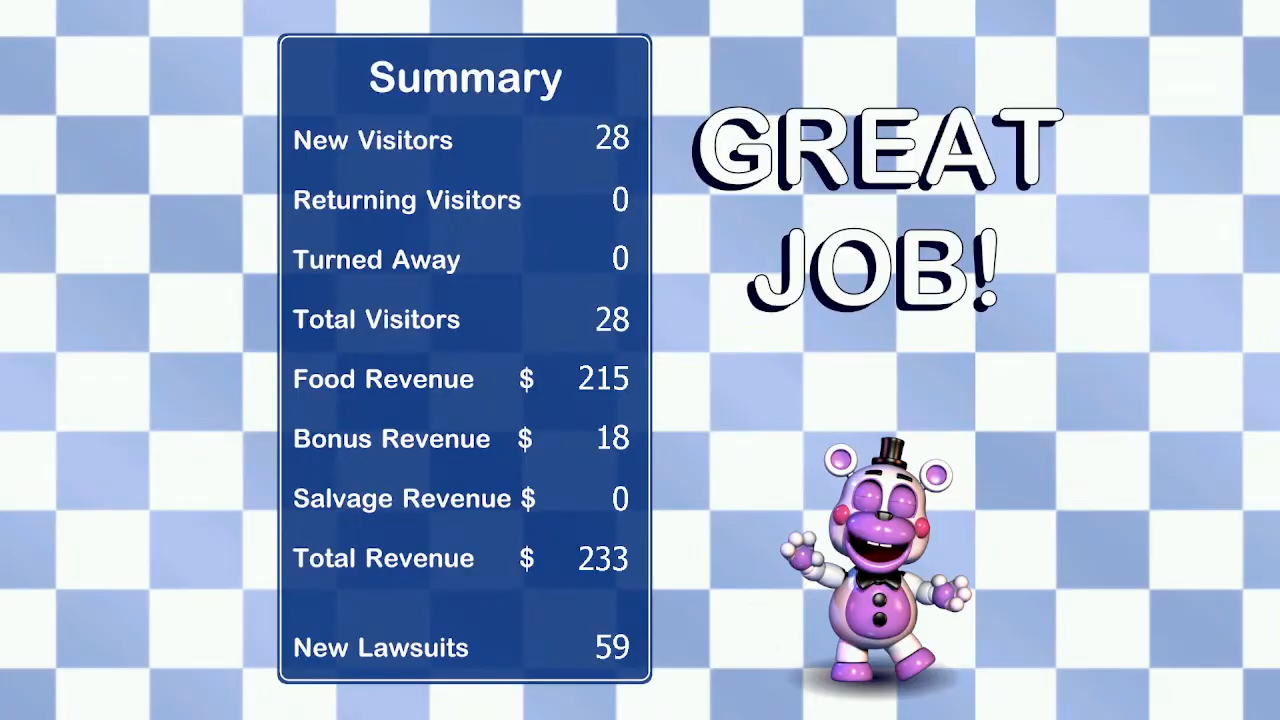 Summary
New Visitors 28
Returning Visitors 0
Turned Away 0
Total Visitors 28
Food Revenue $ 215
Bonus Revenue $ 18
Salvage Revenue $ 0
Total Revenue $ 233
New Lawsuits 59
GREAT
JOB!